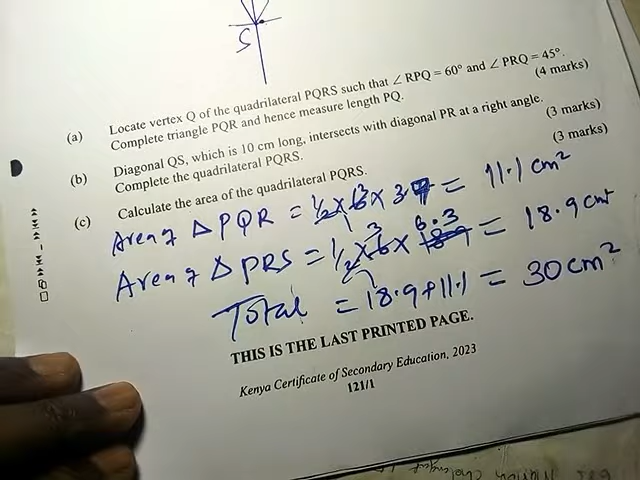 S
(a) Locate vertex Q of the quadrilateral PQRS such that ∠ RPQ = 60° and ∠ PRQ = 45°.
Complete triangle PQR and hence measure length PQ. (4 marks)
(b) Diagonal QS, which is 10 cm long, intersects with diagonal PR at a right angle.
Complete the quadrilateral PQRS. (3 marks)
(c) Calculate the area of the quadrilateral PQRS. (3 marks)
Area of Δ PQR = 1/2 × 6 × 3.7 = 11.1 cm²
Area of Δ PRS = 1/2 × 6 × 6.3 = 18.9 cm²
Total = 18.9 + 11.1 = 30 cm²
THIS IS THE LAST PRINTED PAGE.
Kenya Certificate of Secondary Education, 2023
121/1